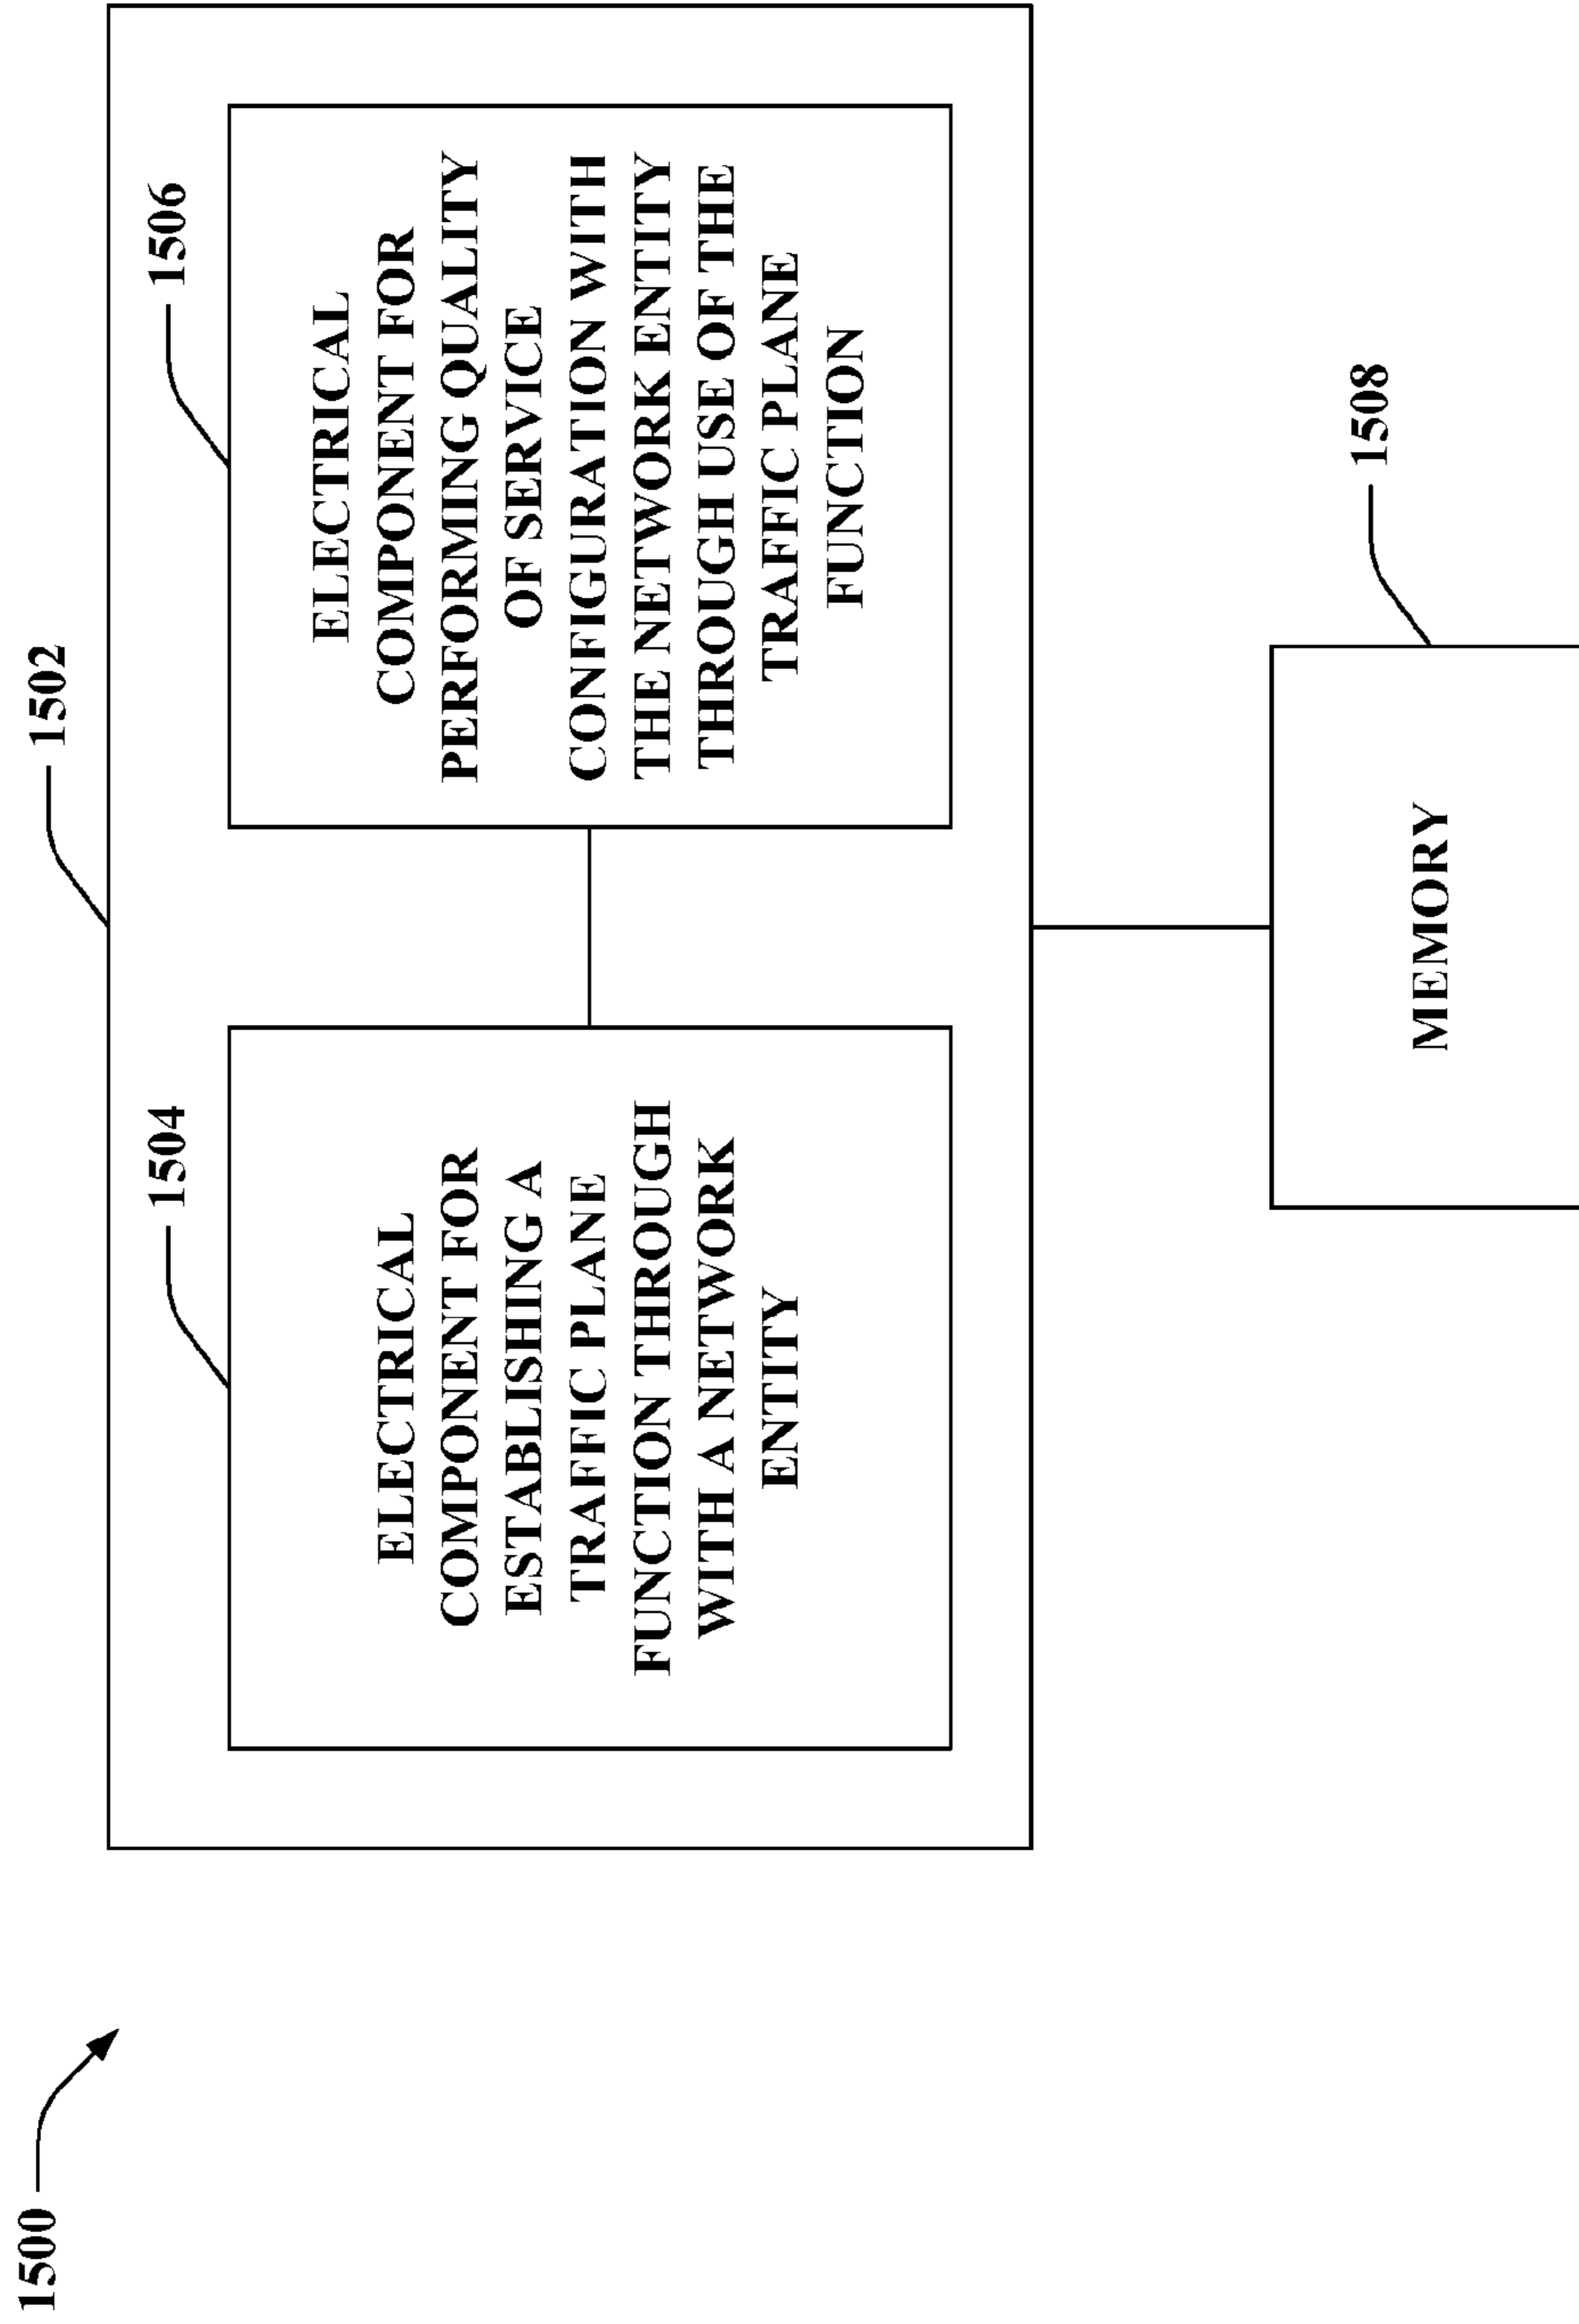 1500
1502
1504
ELECTRICAL
COMPONENT FOR
ESTABLISHING A
TRAFFIC PLANE
FUNCTION THROUGH
WITH A NETWORK
ENTITY
1506
ELECTRICAL
COMPONENT FOR
PERFORMING QUALITY
OF SERVICE
CONFIGURATION WITH
THE NETWORK ENTITY
THROUGH USE OF THE
TRAFFIC PLANE
FUNCTION
1508
MEMORY